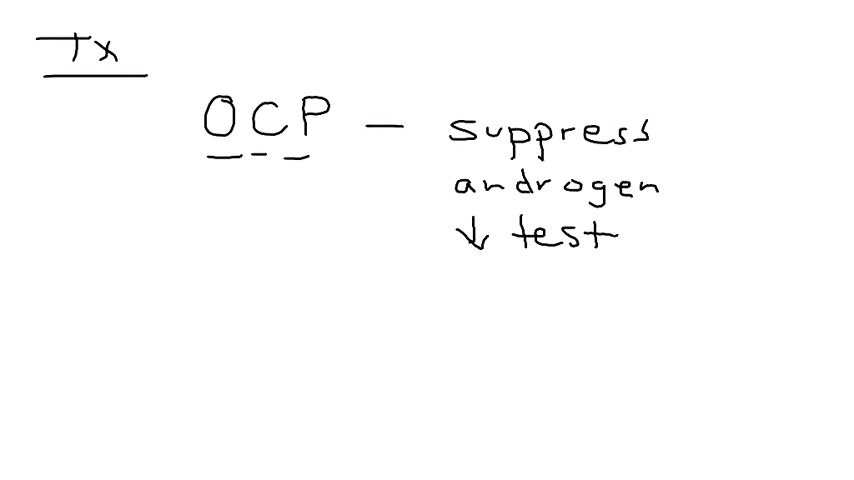 Tx
OCP – suppress
androgen
↓ test